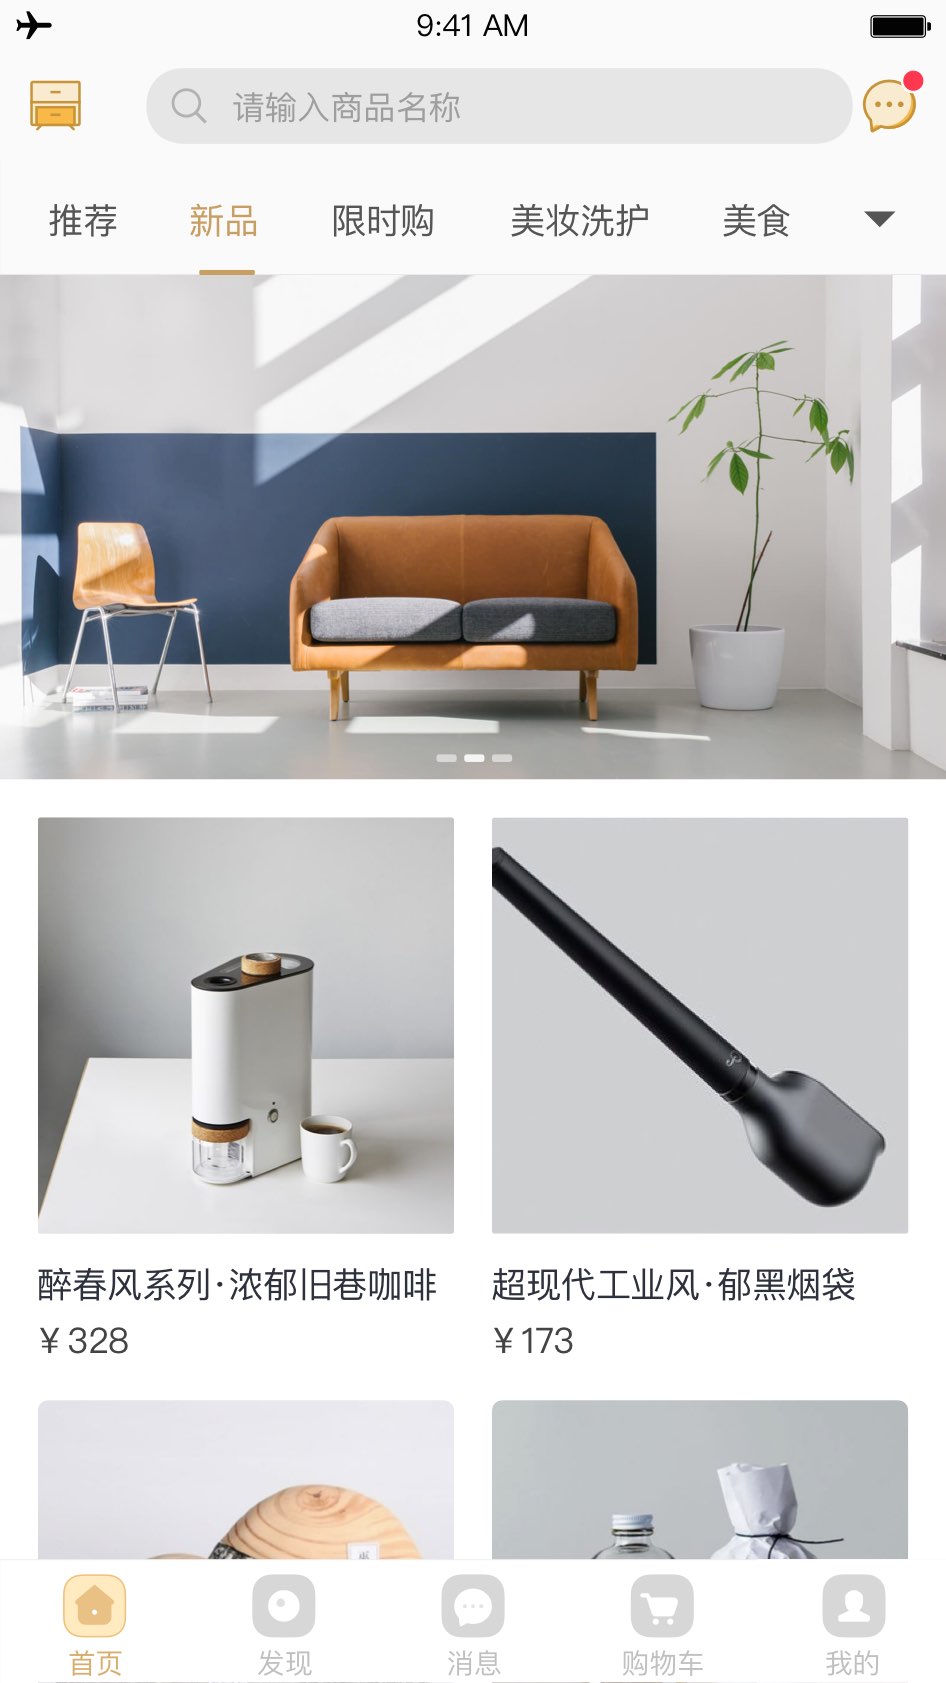 9:41 AM
请输入商品名称
推荐 新品 限时购 美妆洗护 美食
醉春风系列·浓郁旧巷咖啡
¥ 328
超现代工业风·郁黑烟袋
¥ 173
首页 发现 消息 购物车 我的